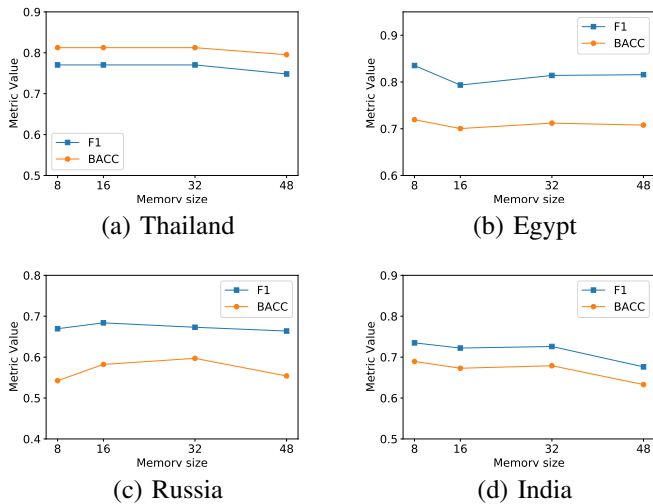 0.9
0.8
0.7
0.6
0.5
Metric Value
F1
BACC
8 16 32 48
Memory size
(a) Thailand
0.9
0.8
0.7
0.6
Metric Value
F1
BACC
8 16 32 48
Memory size
(b) Egypt
0.8
0.7
0.6
0.5
0.4
Metric Value
F1
BACC
8 16 32 48
Memory size
(c) Russia
0.9
0.8
0.7
0.6
0.5
Metric Value
F1
BACC
8 16 32 48
Memory size
(d) India